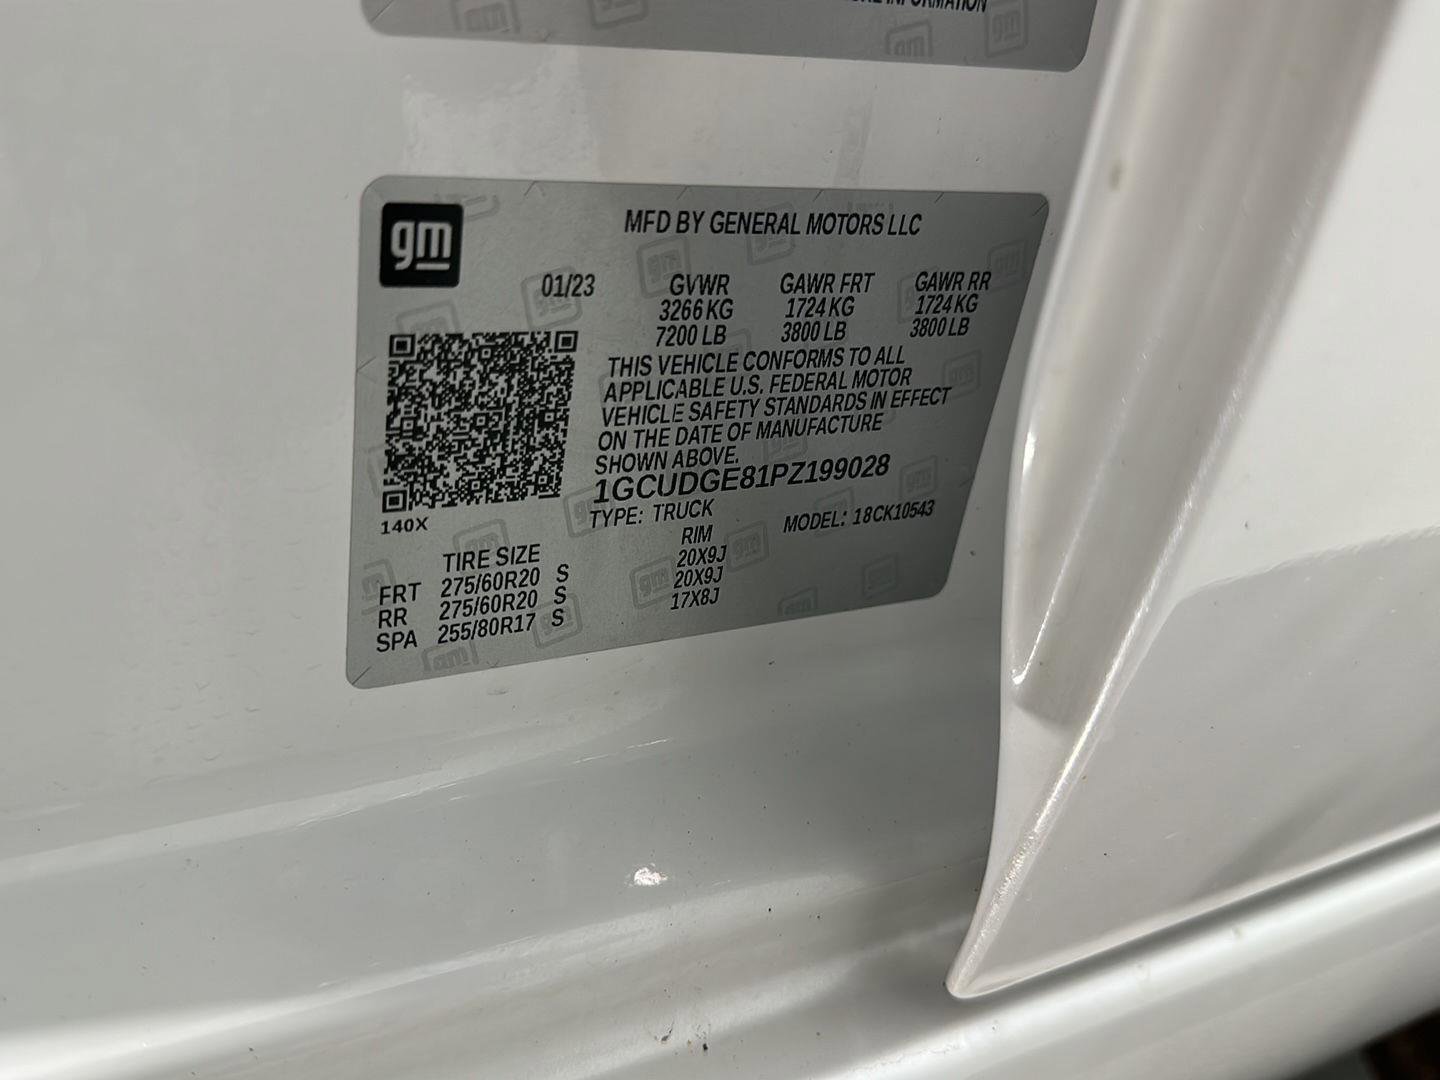 INFORMATION
gm
MFD BY GENERAL MOTORS LLC
01/23 GVWR GAWR FRT GAWR RR
3266 KG 1724 KG 1724 KG
7200 LB 3800 LB 3800 LB
THIS VEHICLE CONFORMS TO ALL
APPLICABLE U.S. FEDERAL MOTOR
VEHICLE SAFETY STANDARDS IN EFFECT
ON THE DATE OF MANUFACTURE
SHOWN ABOVE.
1GCUDGE81PZ199028
140X
TYPE: TRUCK MODEL: 18CK10543
TIRE SIZE RIM
FRT 275/60R20 S 20X9J
RR 275/60R20 S 20X9J
SPA 255/80R17 S 17X8J